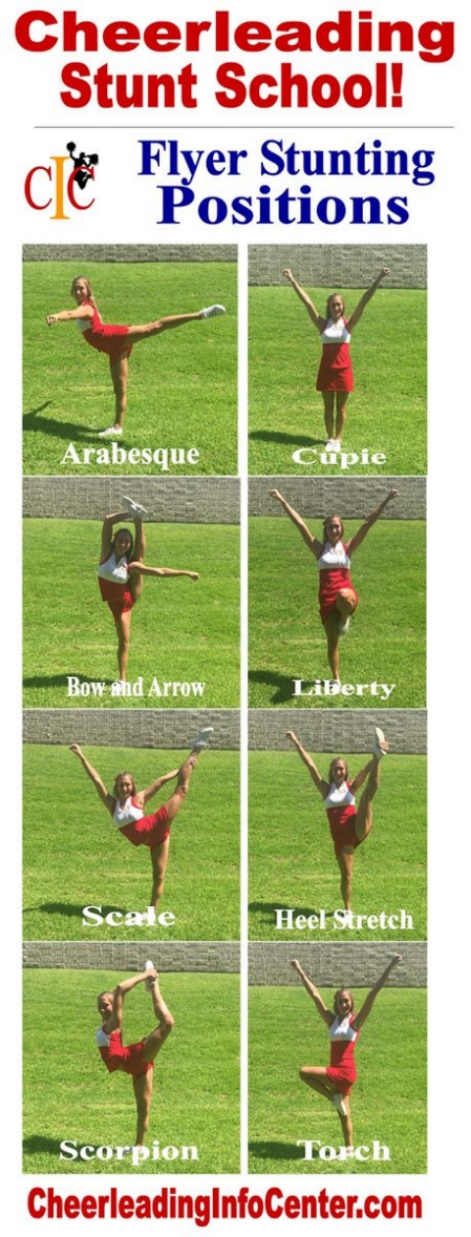 Cheerleading
Stunt School!
CIC
Flyer Stunting
Positions
Arabesque
Cupie
Bow and Arrow
Liberty
Scale
Heel Stretch
Scorpion
Torch
CheerleadingInfoCenter.com